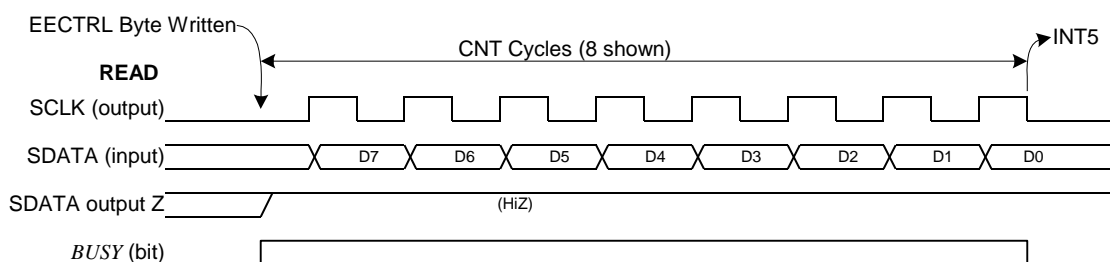 EECTRL Byte Written
CNT Cycles (8 shown)
INT5
READ
SCLK (output)
SDATA (input)
D7 D6 D5 D4 D3 D2 D1 D0
SDATA output Z
(HiZ)
BUSY (bit)